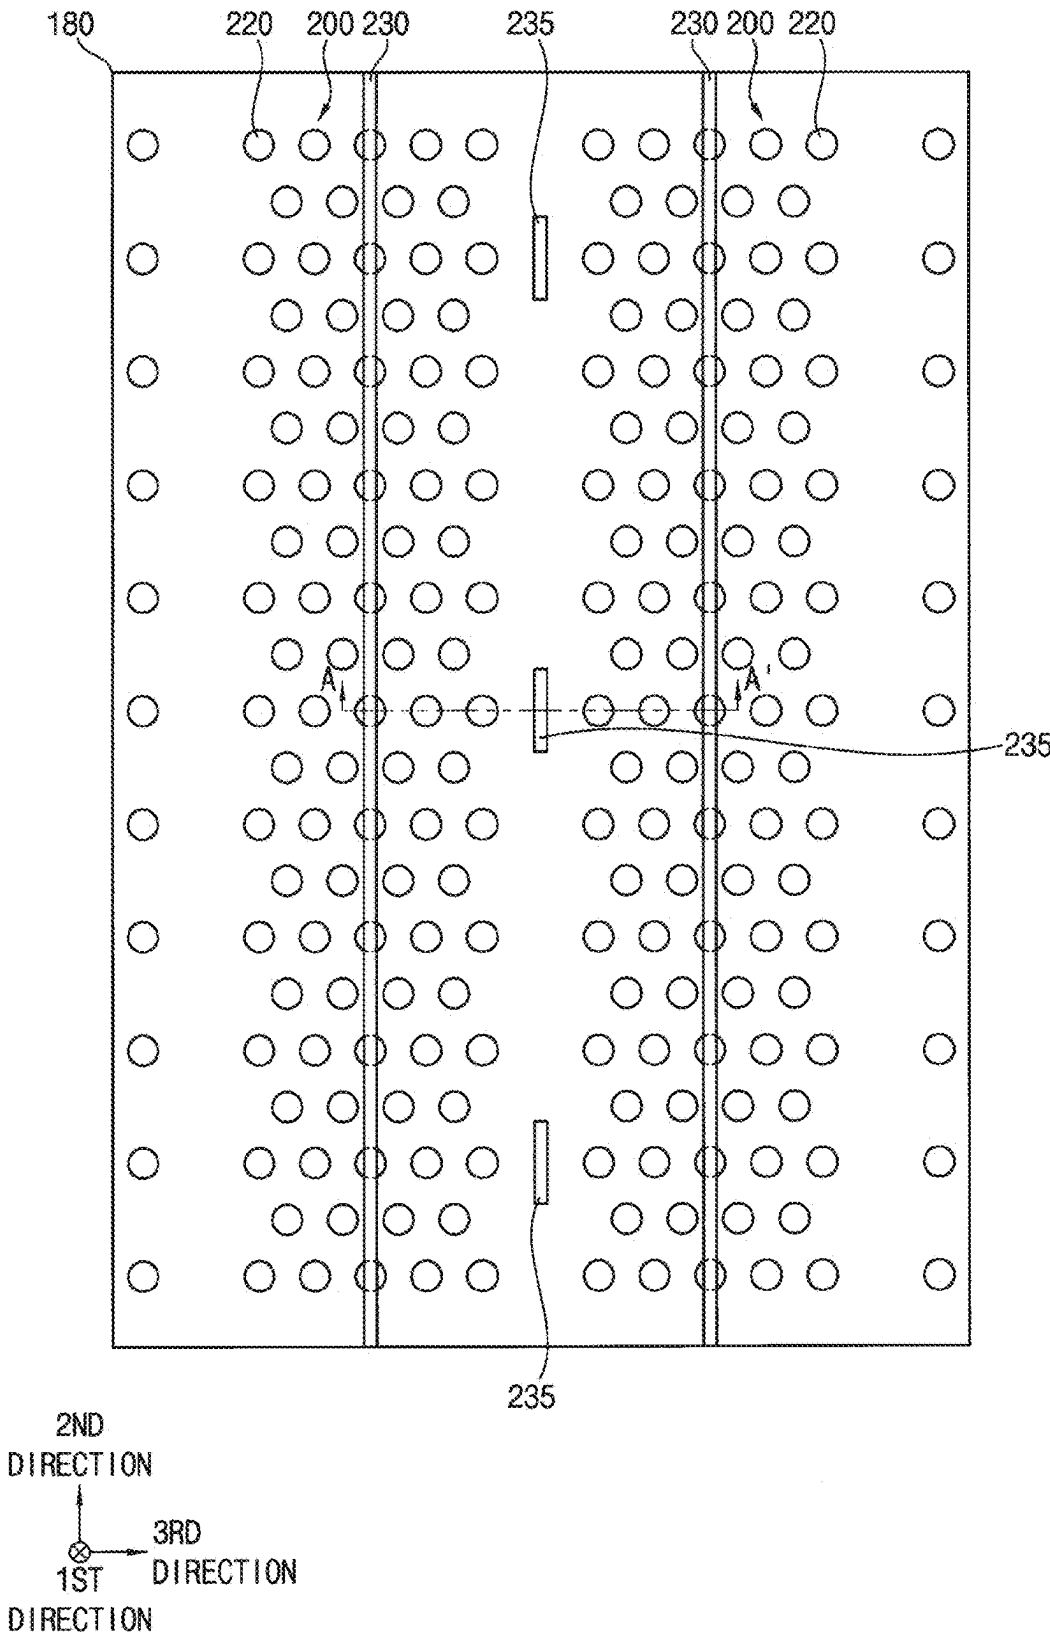 180 220 200 230 235 230 200 220
A A'
235
235
2ND
DIRECTION
3RD
DIRECTION
1ST
DIRECTION